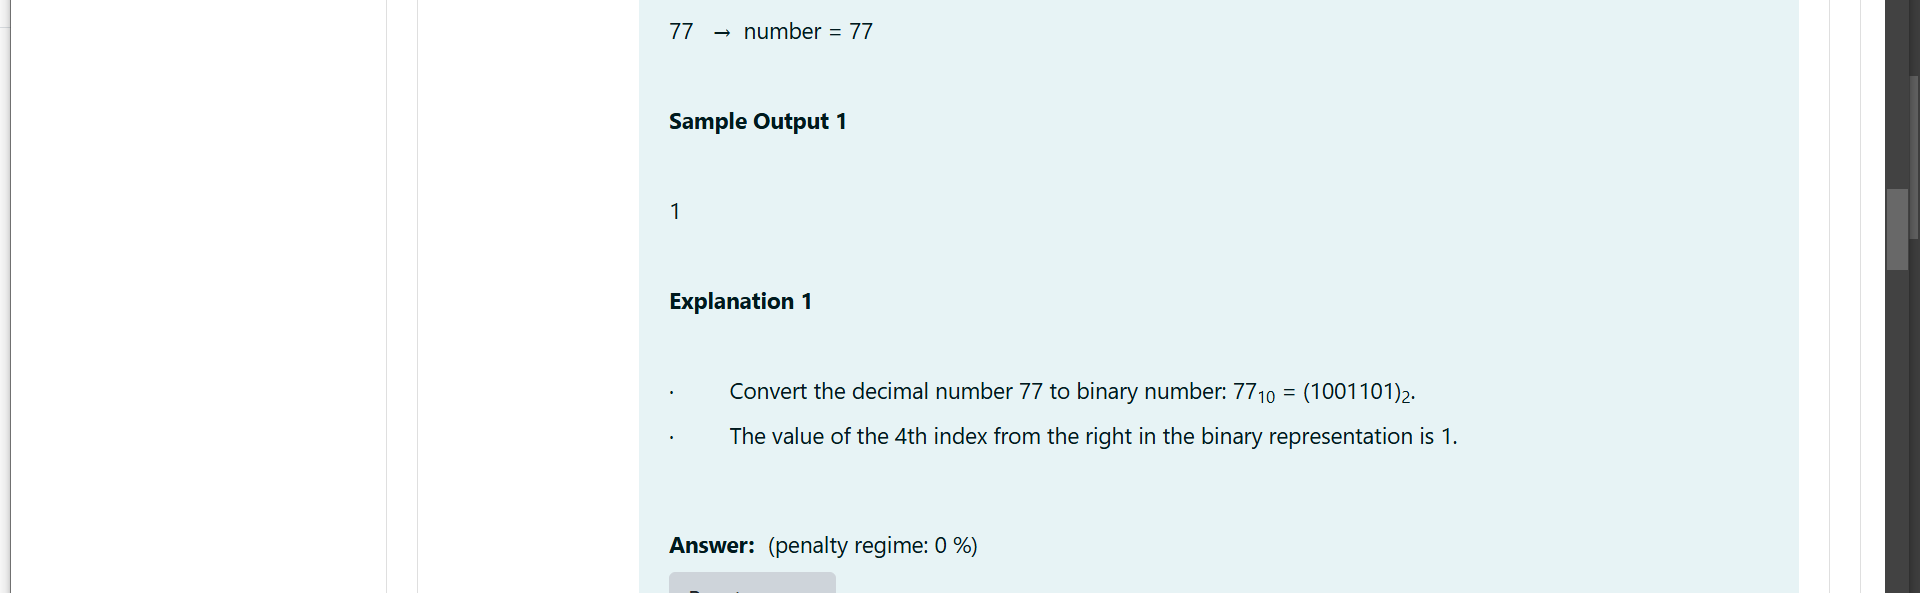 77 → number = 77
Sample Output 1
1
Explanation 1
· Convert the decimal number 77 to binary number: 77₁₀ = (1001101)₂.
· The value of the 4th index from the right in the binary representation is 1.
Answer: (penalty regime: 0 %)